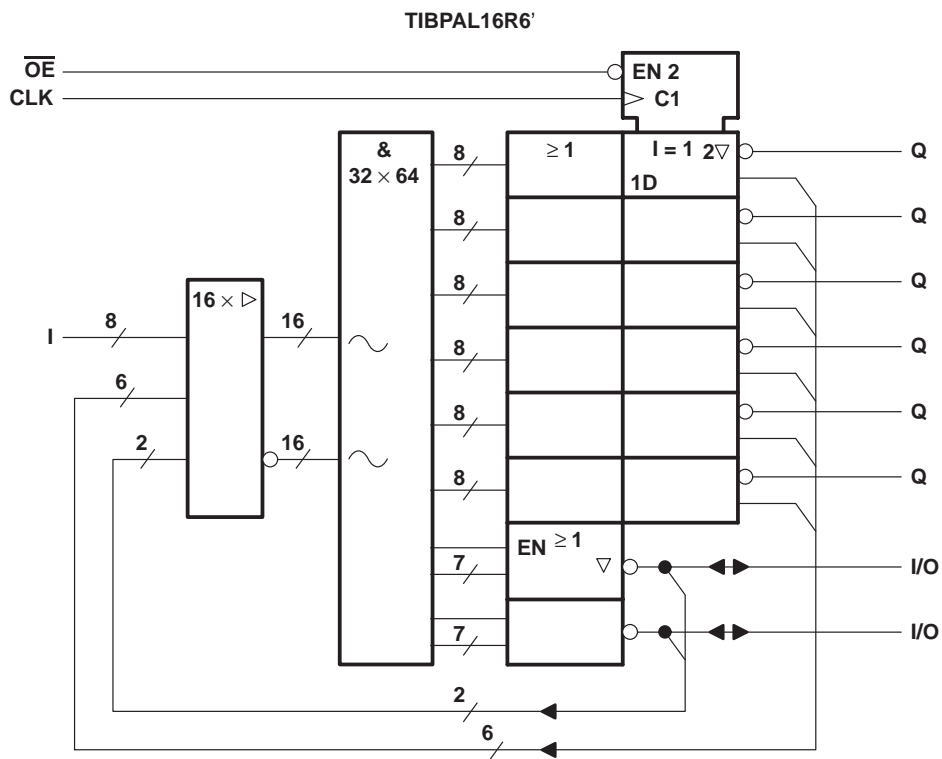 TIBPAL16R6’
OE
EN 2
CLK
C1
&
32 × 64
8
≥ 1
I = 1 2▽
Q
1D
8
Q
8
Q
16 × ▷
I
8
16
8
Q
6
8
Q
2
16
8
Q
EN ≥ 1
▽
7
I/O
7
I/O
2
6